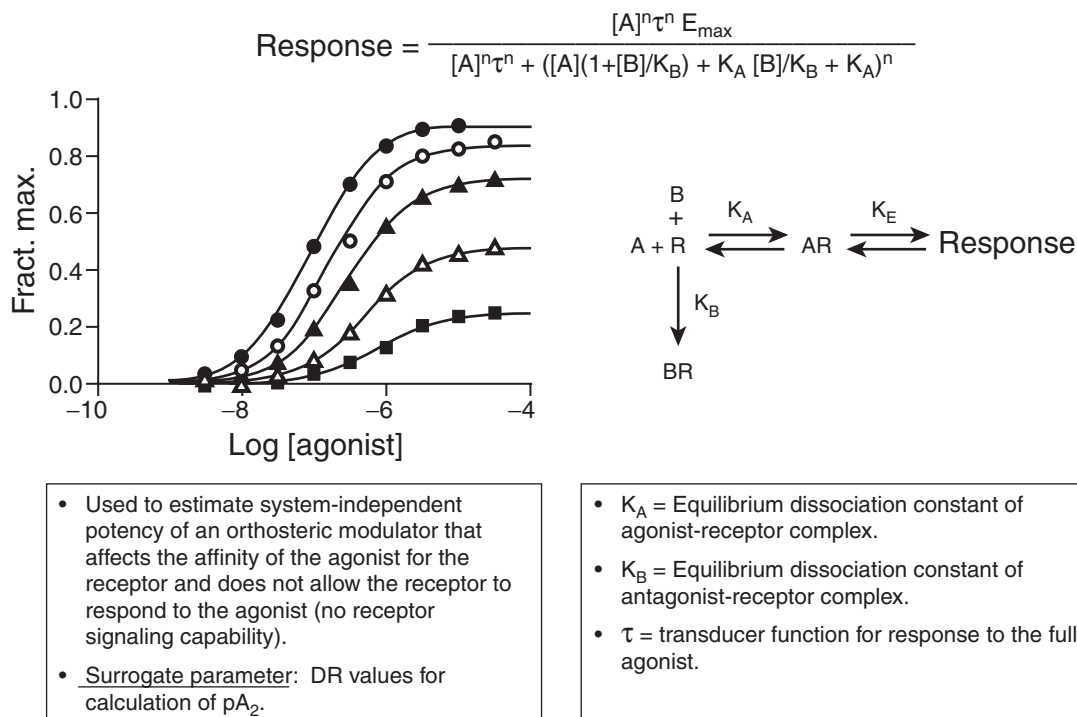 Response = [A]ⁿτⁿ E_max / [A]ⁿτⁿ + ([A](1+[B]/K_B) + K_A [B]/K_B + K_A)ⁿ
1.0
0.8
0.6
0.4
0.2
0.0
Fract. max.
−10
−8
−6
−4
Log [agonist]
B
+
A + R
K_A
AR
K_E
Response
K_B
BR
• Used to estimate system-independent
potency of an orthosteric modulator that
affects the affinity of the agonist for the
receptor and does not allow the receptor to
respond to the agonist (no receptor
signaling capability).
• Surrogate parameter: DR values for
calculation of pA₂.
• K_A = Equilibrium dissociation constant of
agonist-receptor complex.
• K_B = Equilibrium dissociation constant of
antagonist-receptor complex.
• τ = transducer function for response to the full
agonist.